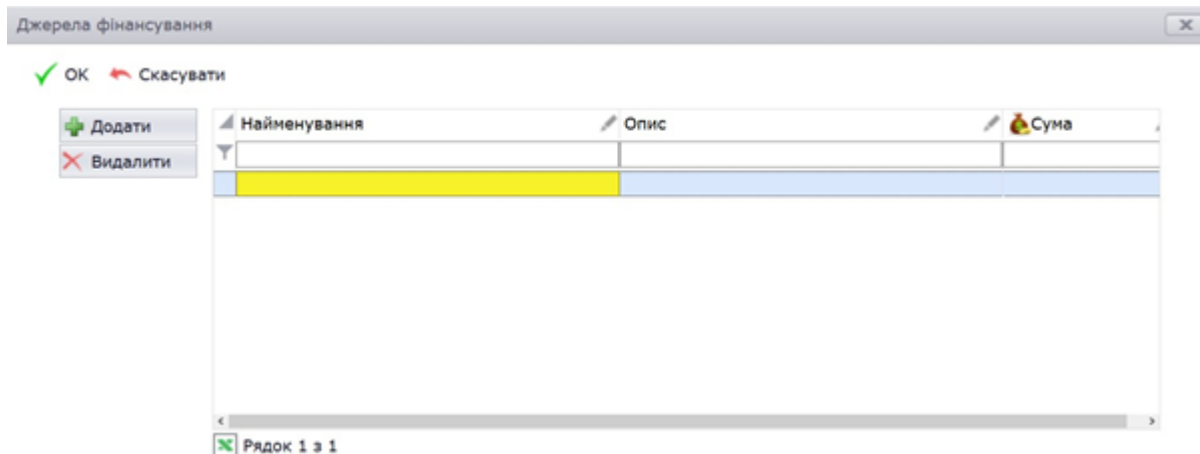 Джерела фінансування
ОК Скасувати
Додати
Видалити
Найменування Опис Сума
Рядок 1 з 1